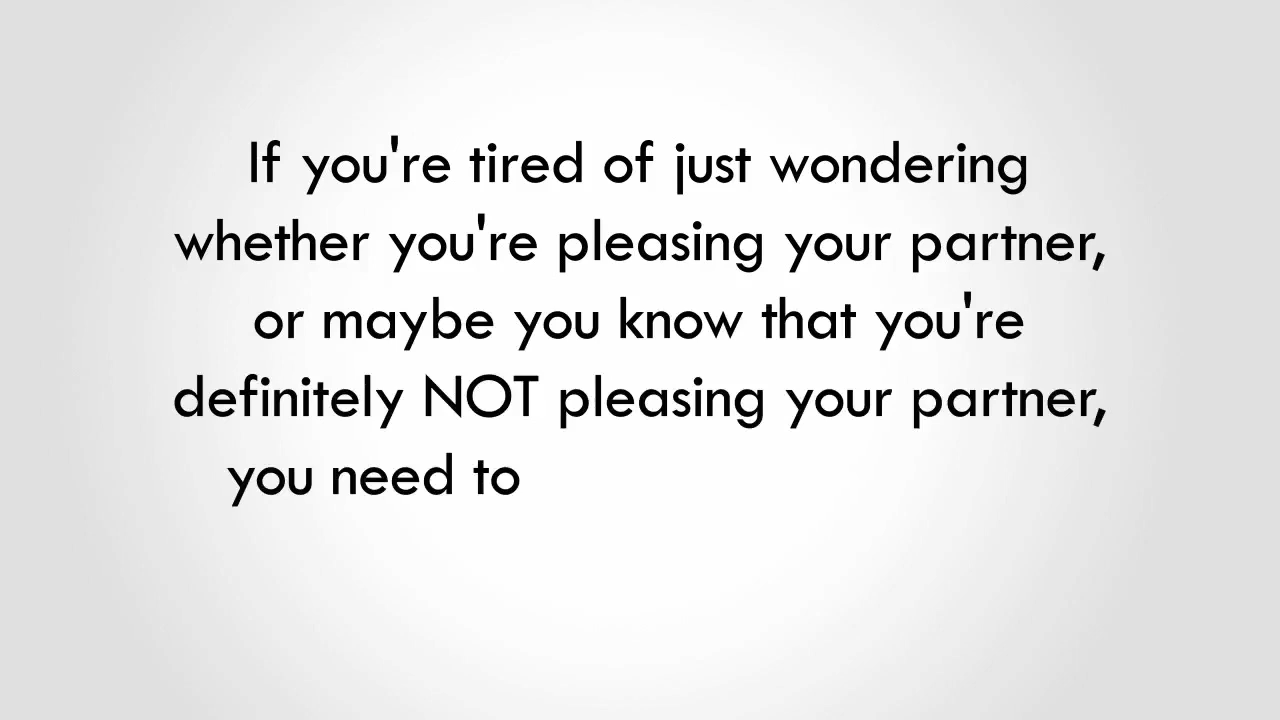 If you're tired of just wondering
whether you're pleasing your partner,
or maybe you know that you're
definitely NOT pleasing your partner,
you need to